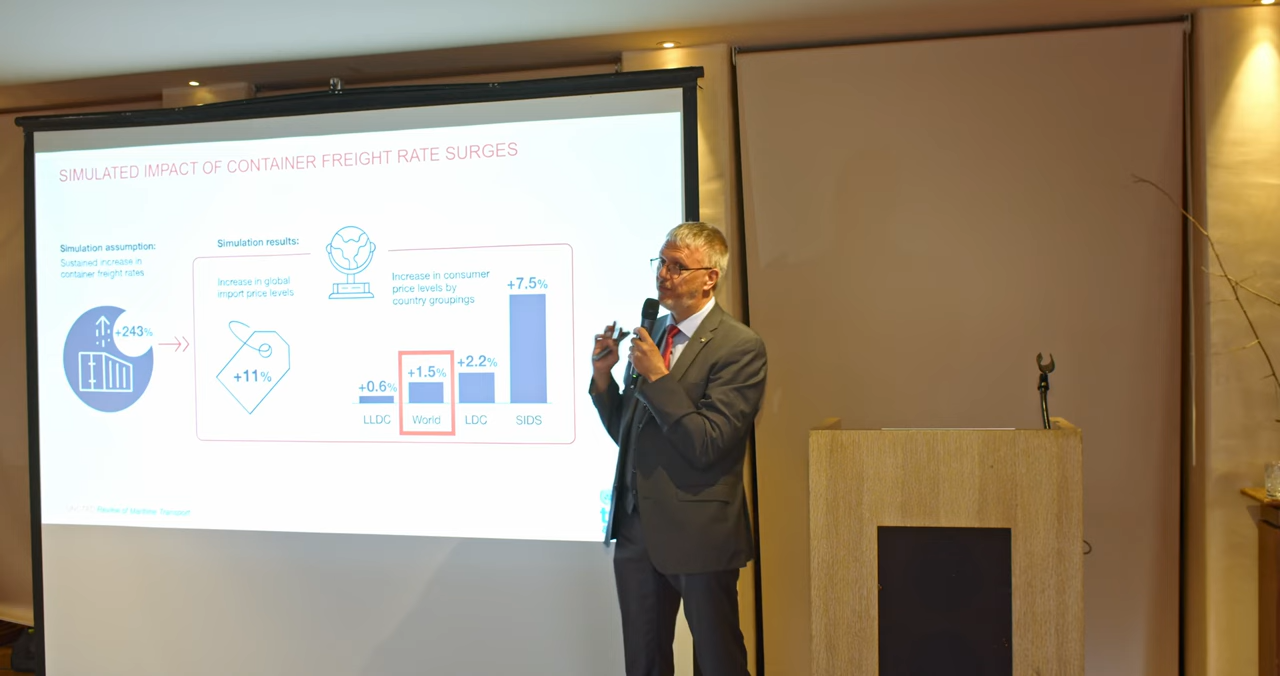 SIMULATED IMPACT OF CONTAINER FREIGHT RATE SURGES
Simulation assumption:
Sustained increase in
container freight rates
+243%
Simulation results:
Increase in global
import price levels
+11%
Increase in consumer
price levels by
country groupings
+0.6%
+1.5%
+2.2%
+7.5%
LLDC
World
LDC
SIDS
Review of Maritime Transport